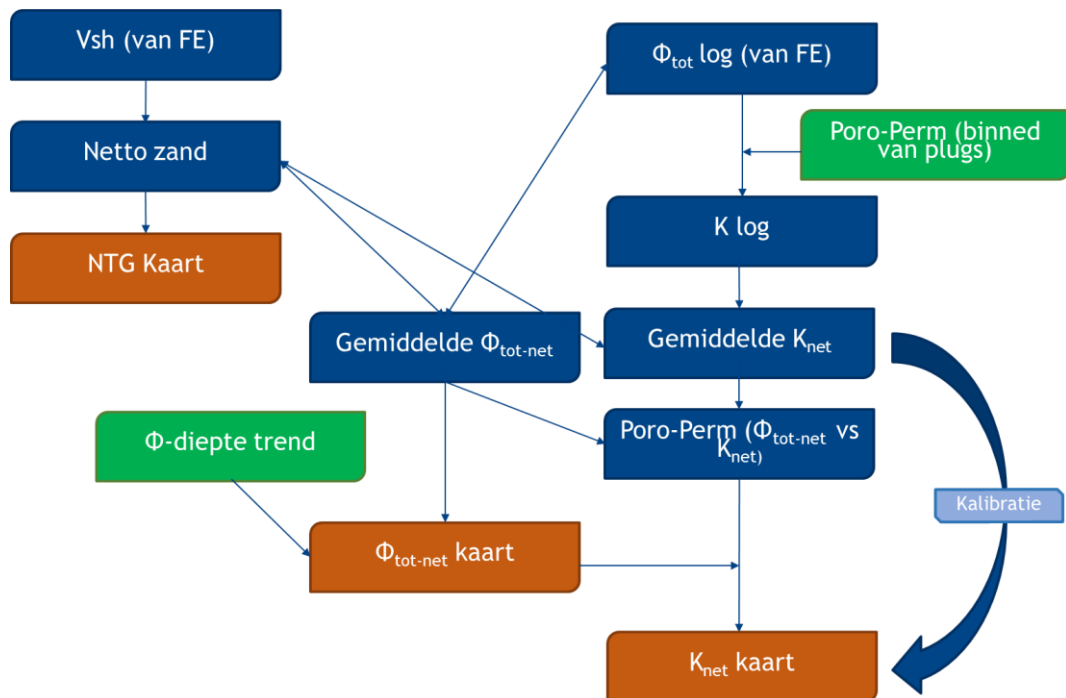 Vsh (van FE)
Φtot log (van FE)
Netto zand
Poro-Perm (binned
van plugs)
NTG Kaart
K log
Gemiddelde Φtot-net
Gemiddelde Knet
Φ-diepte trend
Poro-Perm (Φtot-net vs
Knet)
Kalibratie
Φtot-net kaart
Knet kaart